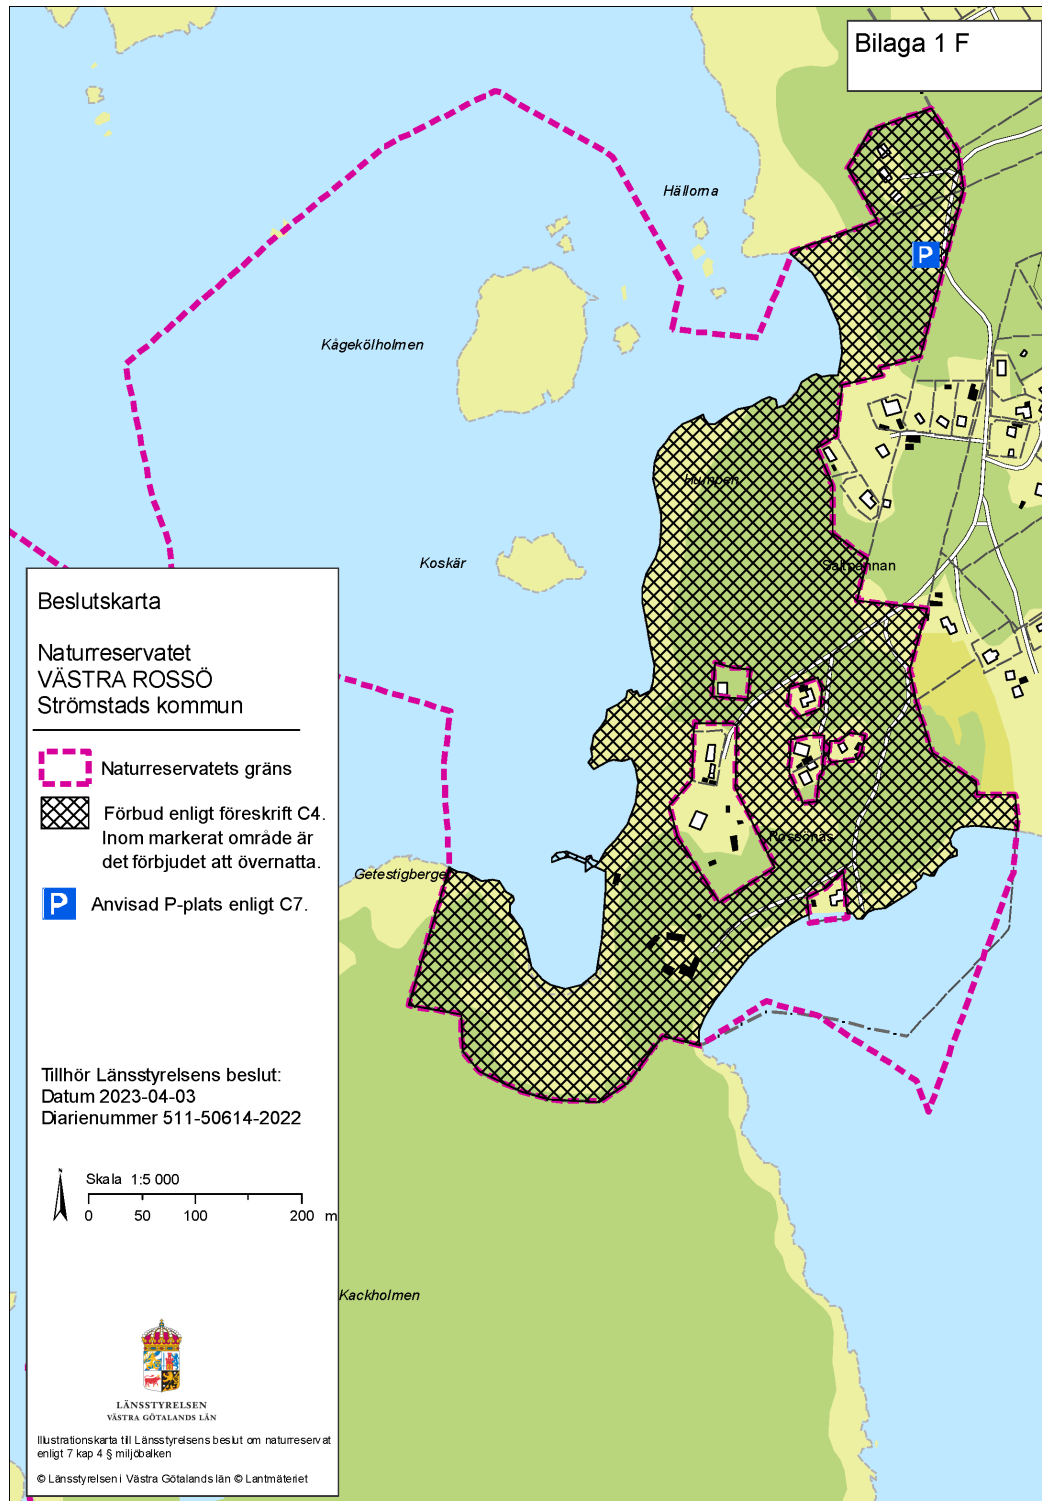 Bilaga 1 F
Hällorna
P
Kågekölholmen
Humpen
Koskär
Saltpannan
Beslutskarta
Naturreservatet
VÄSTRA ROSSÖ
Strömstads kommun
Naturreservatets gräns
Förbud enligt föreskrift C4.
Inom markerat område är
det förbjudet att övernatta.
P Anvisad P-plats enligt C7.
Rossönäs
Getestigberget
Tillhör Länsstyrelsens beslut:
Datum 2023-04-03
Diarienummer 511-50614-2022
N
Skala 1:5 000
0 50 100 200 m
Kackholmen
LÄNSSTYRELSEN
VÄSTRA GÖTALANDS LÄN
Illustrationskarta till Länsstyrelsens beslut om naturreservat
enligt 7 kap 4 § miljöbalken
© Länsstyrelsen i Västra Götalands län © Lantmäteriet